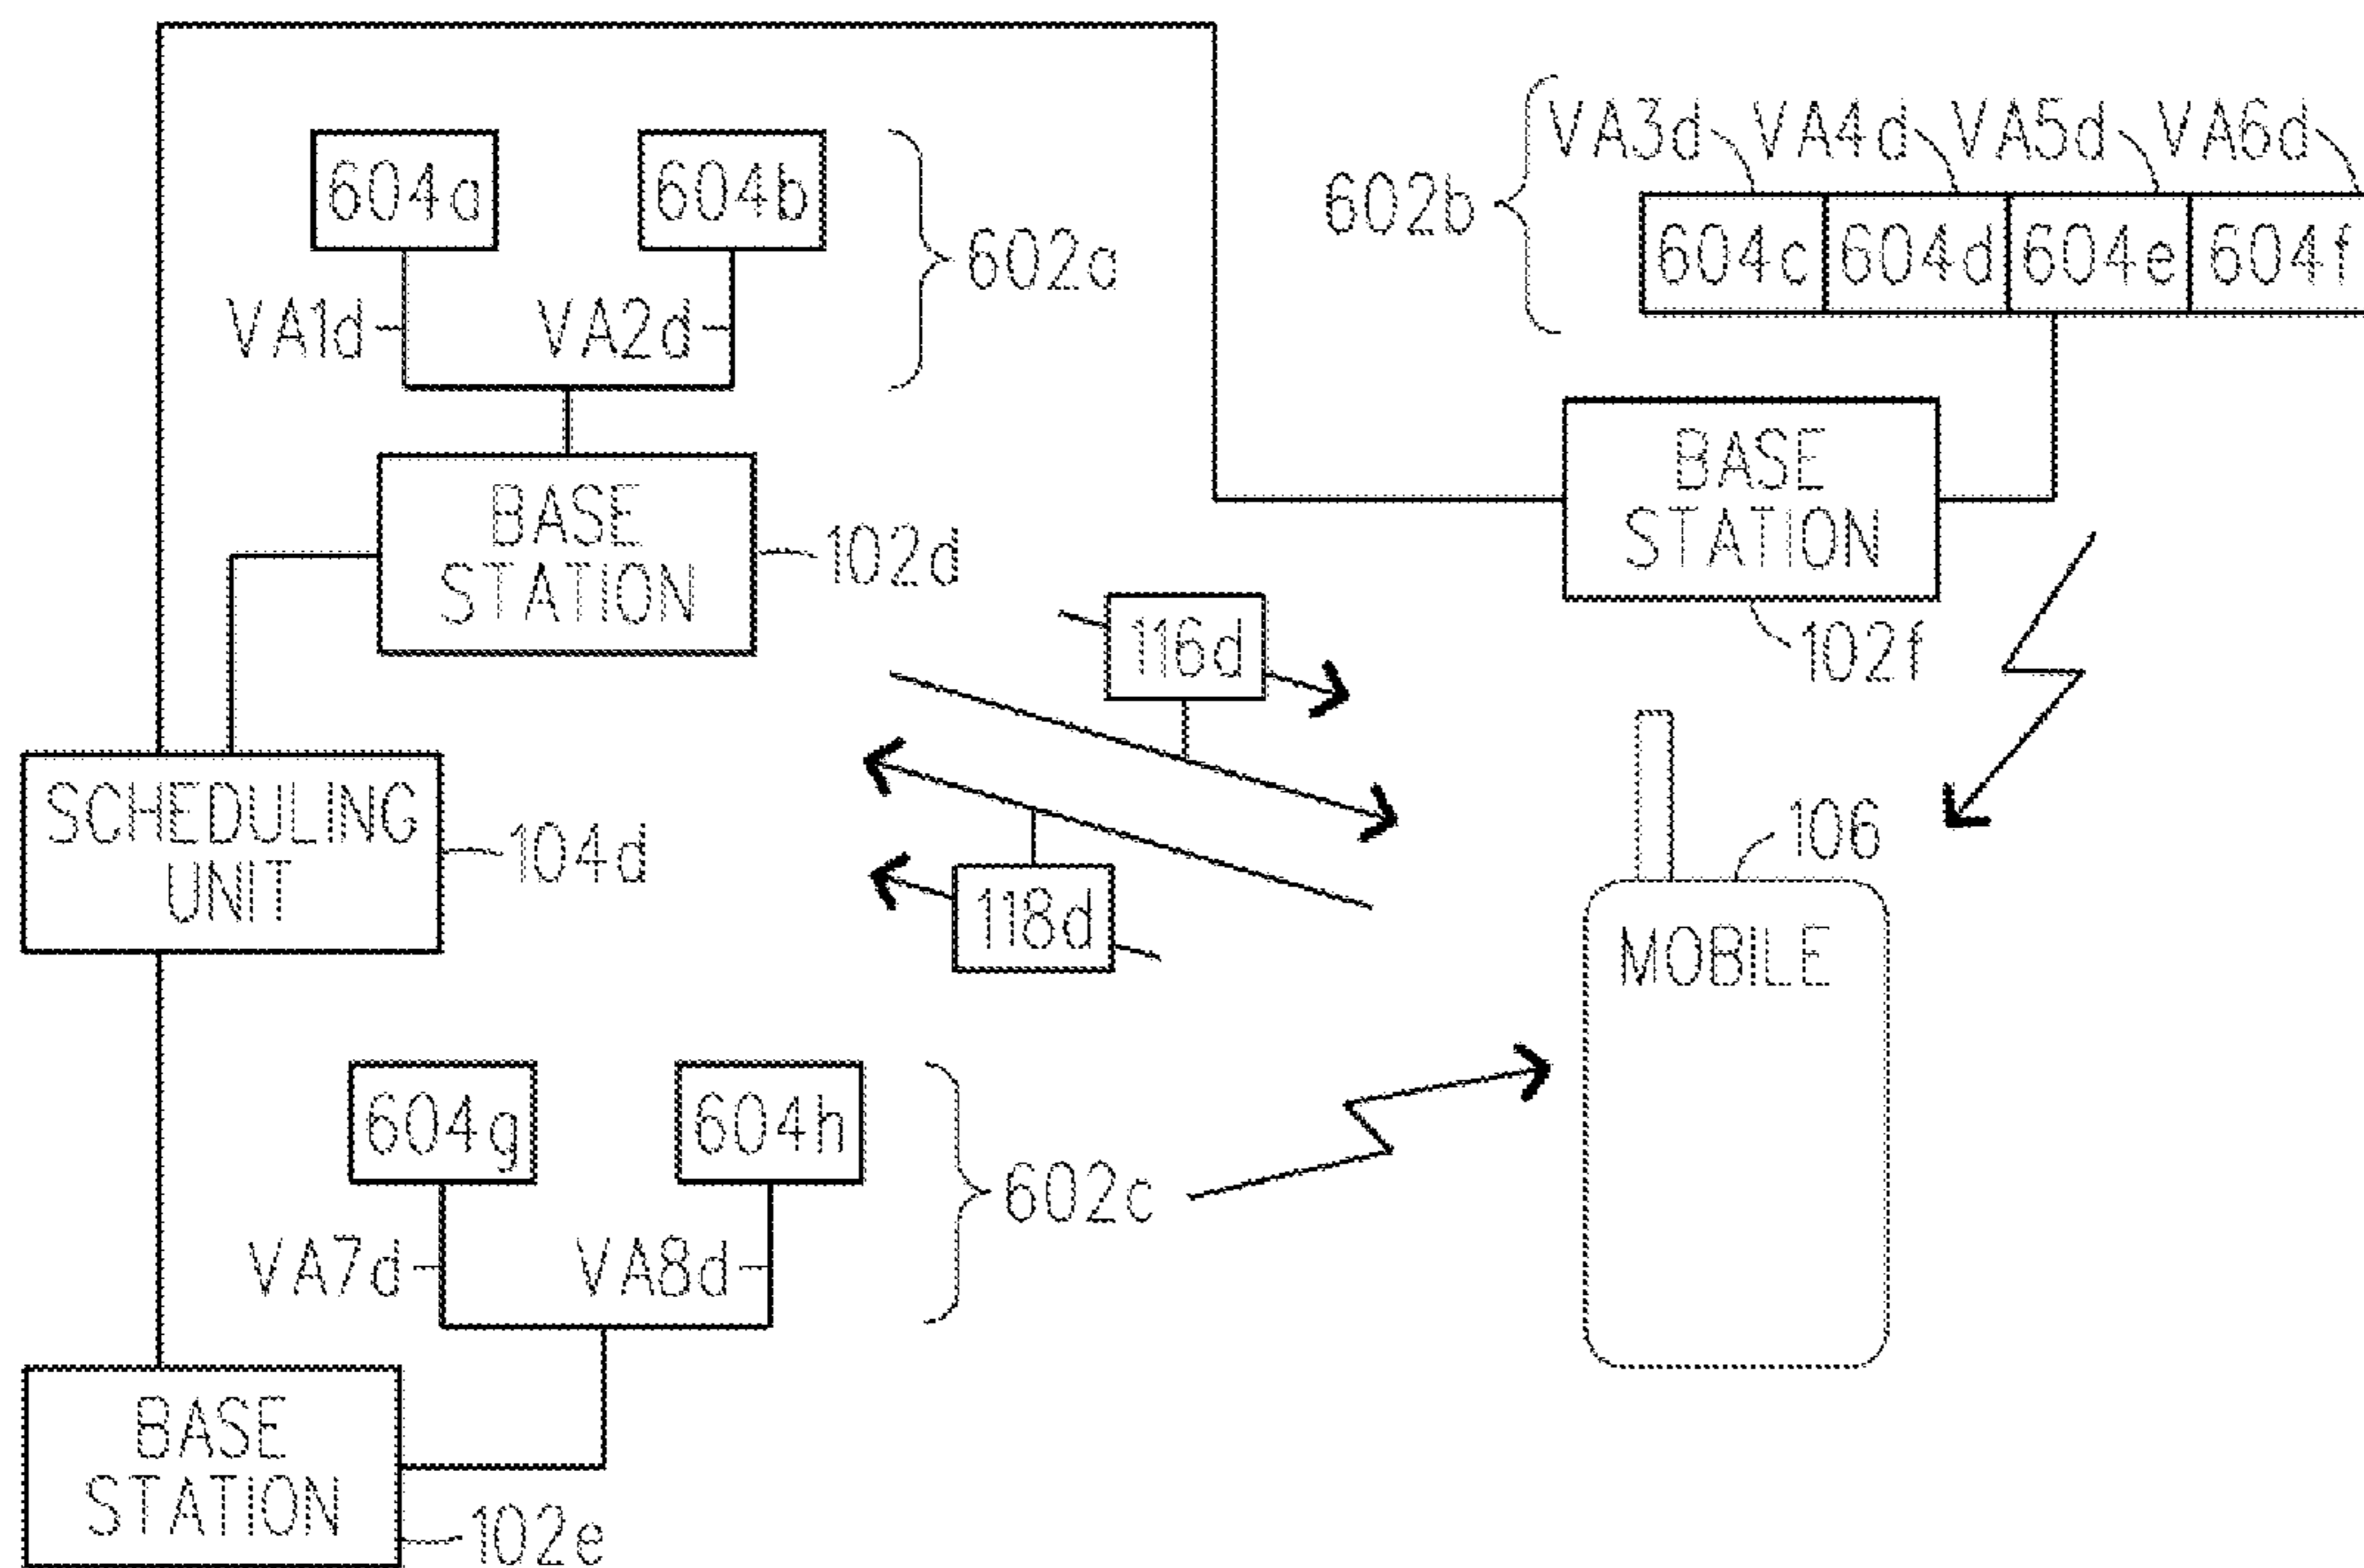 VA3d VA4d VA5d VA6d
604a 604b
602a
602b
604c 604d 604e 604f
VA1d VA2d
BASE
STATION
102d
BASE
STATION
102f
116d
SCHEDULING
UNIT
104d
118d
106
MOBILE
604g 604h
602c
VA7d VA8d
BASE
STATION
102e